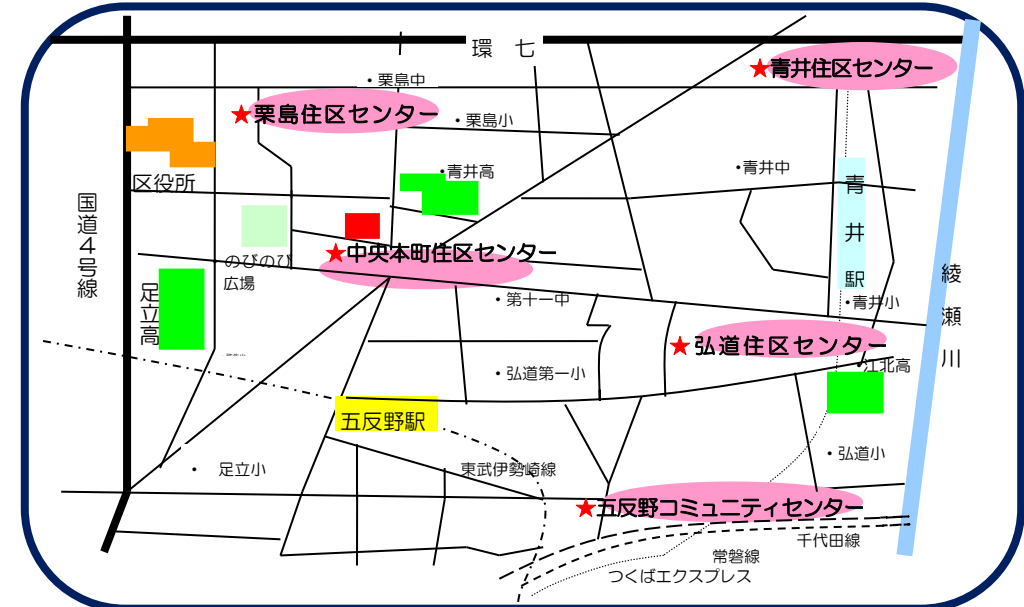 環　七
★青井住区センター
・栗島中
★栗島住区センター
・栗島小
・青井高
・青井中
区役所
青井駅
国道４号線
★中央本町住区センター
のびのび
広場
綾瀬川
足立高
・第十一中
・青井小
★弘道住区センター
・江北高
・弘道第一小
五反野駅
・弘道小
・　足立小
東武伊勢崎線
★五反野コミュニティセンター
千代田線
常磐線
つくばエクスプレス